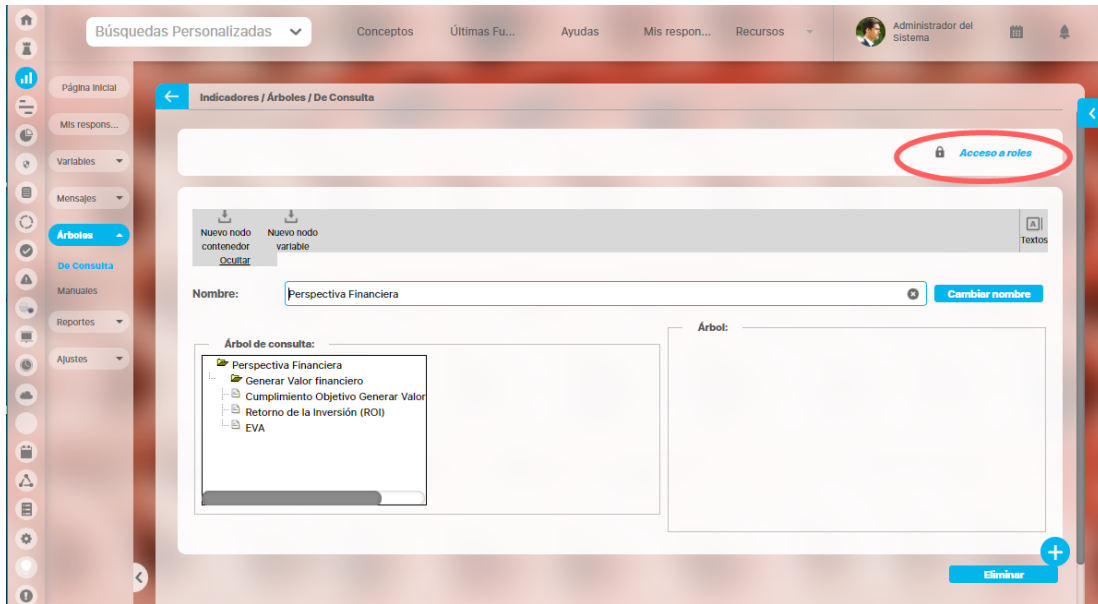 Búsquedas Personalizadas
Conceptos
Últimas Fu...
Ayudas
Mis respon...
Recursos
Administrador del
Sistema
Página Inicial
Mis respons...
Variables
Mensajes
Árboles
De Consulta
Manuales
Reportes
Ajustes
Indicadores / Árboles / De Consulta
Acceso a roles
Nuevo nodo
contenedor
Nuevo nodo
variable
Ocultar
A
Textos
Nombre:
Perspectiva Financiera
Cambiar nombre
Árbol de consulta:
Perspectiva Financiera
Generar Valor financiero
Cumplimiento Objetivo Generar Valor
Retorno de la Inversión (ROI)
EVA
Árbol:
Eliminar